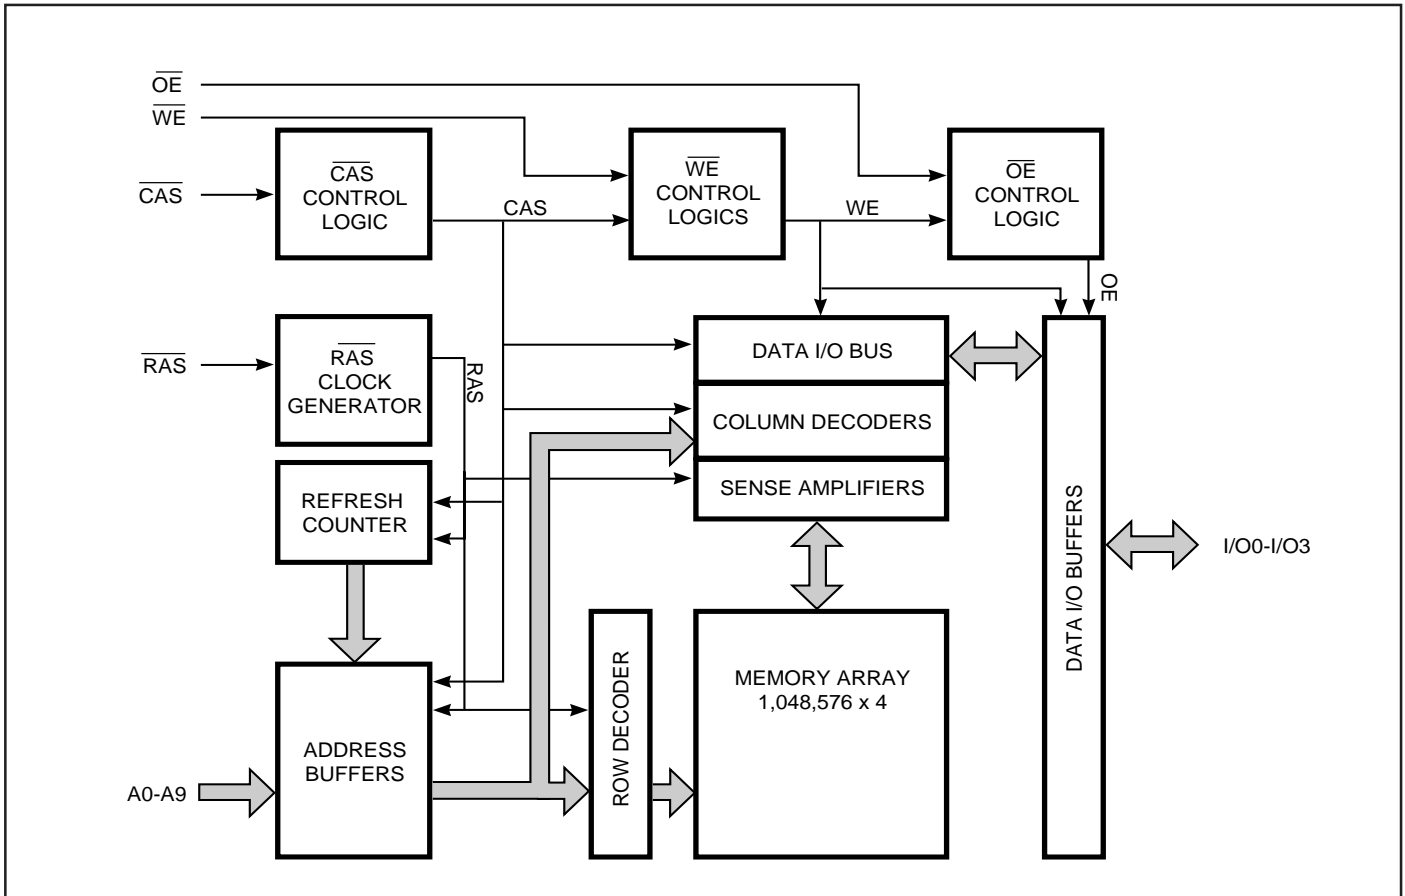 OE
WE
CAS
CAS
CONTROL
LOGIC
CAS
WE
CONTROL
LOGICS
WE
OE
CONTROL
LOGIC
OE
RAS
RAS
CLOCK
GENERATOR
RAS
DATA I/O BUS
COLUMN DECODERS
SENSE AMPLIFIERS
REFRESH
COUNTER
DATA I/O BUFFERS
I/O0-I/O3
ROW DECODER
MEMORY ARRAY
1,048,576 x 4
ADDRESS
BUFFERS
A0-A9